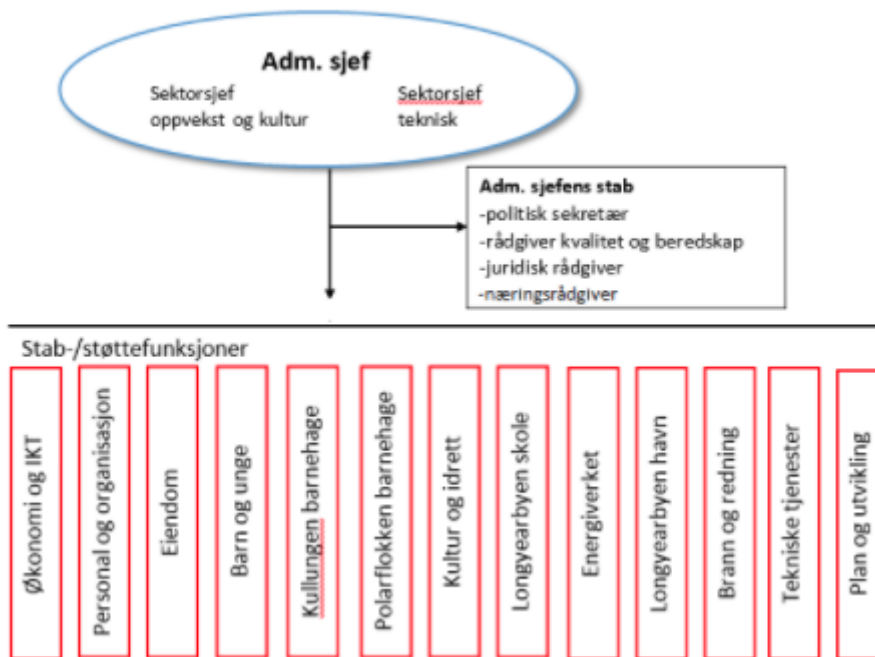 Adm. sjef
Sektorsjef
oppvekst og kultur
Sektorsjef
teknisk
Adm. sjefens stab
-politisk sekretær
-rådgiver kvalitet og beredskap
-juridisk rådgiver
-næringsrådgiver
Stab-/støttefunksjoner
Økonomi og IKT
Personal og organisasjon
Eiendom
Barn og unge
Kullungen barnehage
Polarflokken barnehage
Kultur og idrett
Longyearbyen skole
Energiverket
Longyearbyen havn
Brann og redning
Tekniske tjenester
Plan og utvikling